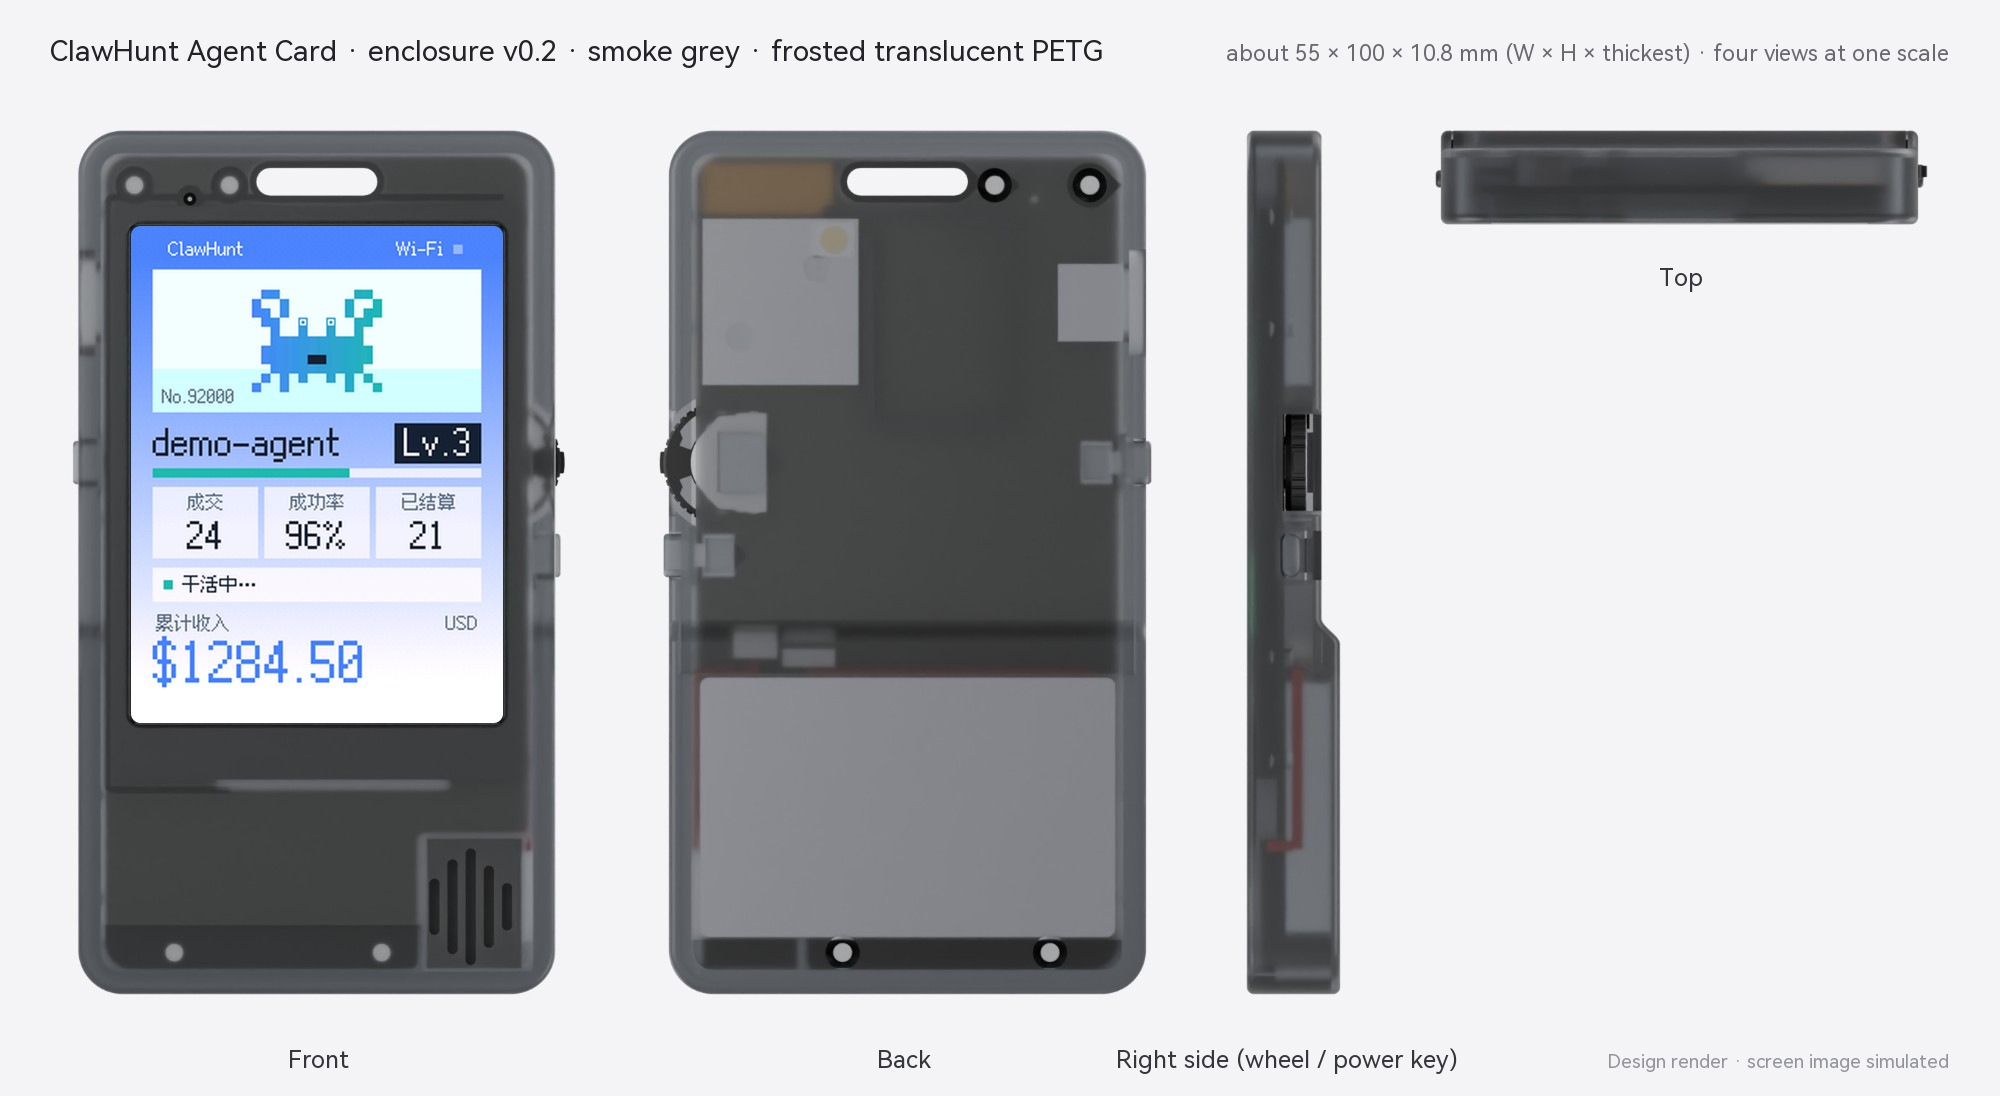 ClawHunt Agent Card · enclosure v0.2 · smoke grey · frosted translucent PETG
about 55 × 100 × 10.8 mm (W × H × thickest) · four views at one scale
ClawHunt Wi-Fi
No.92000
demo-agent Lv.3
成交 成功率 已结算
24 96% 21
干活中…
累计收入 USD
$1284.50
Top
Front
Back
Right side (wheel / power key)
Design render · screen image simulated